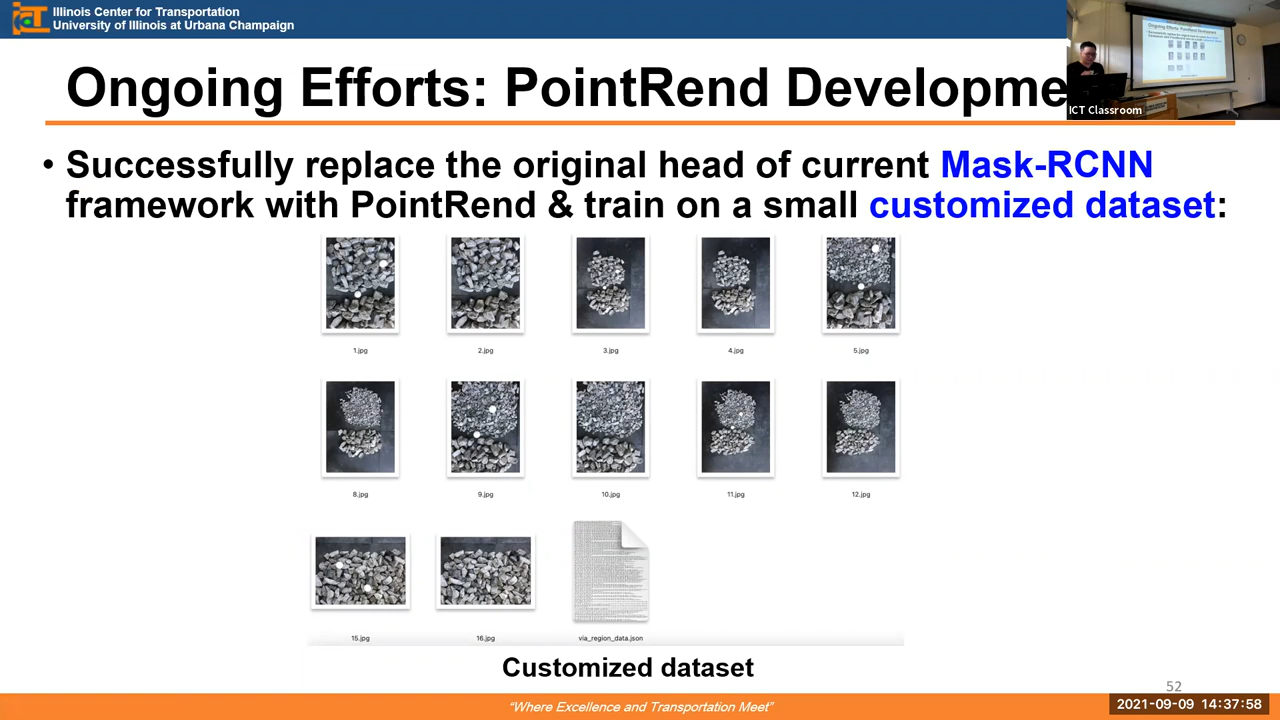 Illinois Center for Transportation
University of Illinois at Urbana Champaign
Ongoing Efforts: PointRend Developme
ICT Classroom
• Successfully replace the original head of current Mask-RCNN
framework with PointRend & train on a small customized dataset:
1.jpg 2.jpg 3.jpg 4.jpg 5.jpg
8.jpg 9.jpg 10.jpg 11.jpg 12.jpg
15.jpg 16.jpg via_region_data.json
Customized dataset
52
"Where Excellence and Transportation Meet"
2021-09-09 14:37:58